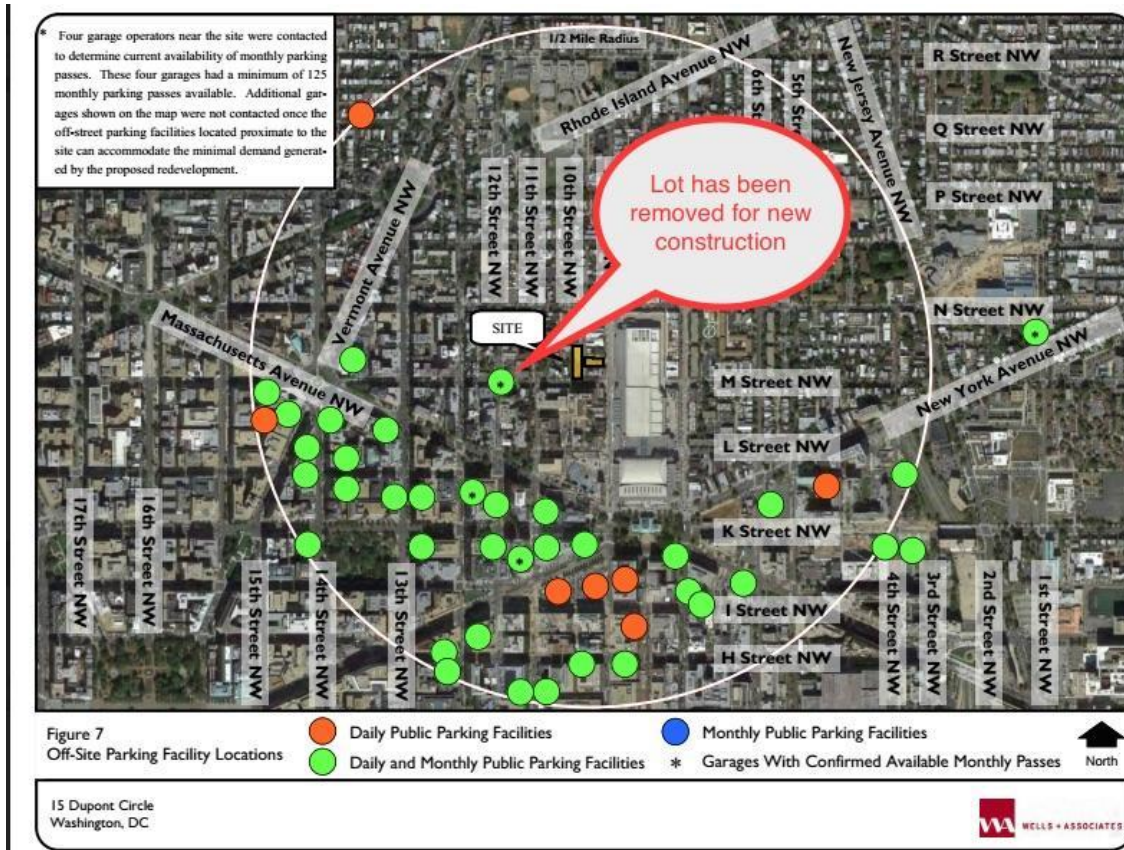 * Four garage operators near the site were contacted
to determine current availability of monthly parking
passes. These four garages had a minimum of 125
monthly parking passes available. Additional gar-
ages shown on the map were not contacted once the
off-street parking facilities located proximate to the
site can accommodate the minimal demand generat-
ed by the proposed redevelopment.
1/2 Mile Radius
Rhode Island Avenue NW
New Jersey Avenue NW
R Street NW
Q Street NW
P Street NW
N Street NW
New York Avenue NW
M Street NW
L Street NW
K Street NW
I Street NW
H Street NW
5th Street
12th Street NW
11th Street NW
10th Street NW
Lot has been
removed for new
construction
SITE
*
*
*
*
Vermont Avenue NW
Massachusetts Avenue NW
17th Street NW
16th Street NW
15th Street NW
14th Street NW
13th Street NW
4th Street NW
3rd Street NW
2nd Street NW
1st Street NW
Figure 7
Off-Site Parking Facility Locations
Daily Public Parking Facilities
Daily and Monthly Public Parking Facilities
Monthly Public Parking Facilities
* Garages With Confirmed Available Monthly Passes
North
15 Dupont Circle
Washington, DC
WA WELLS + ASSOCIATES